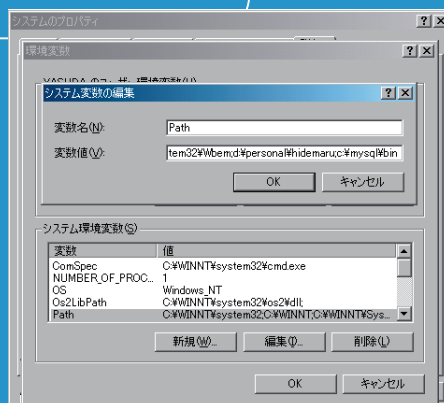 システムのプロパティ
環境変数
YASUDA のユーザー環境変数(U)
システム変数の編集
変数名(N):
Path
変数値(V):
tem32¥Wbem;d:¥personal¥hidemaru;c:¥mysql¥bin
OK
キャンセル
システム環境変数(S)
変数
値
ComSpec
C:¥WINNT¥system32¥cmd.exe
NUMBER_OF_PROC...
1
OS
Windows_NT
Os2LibPath
C:¥WINNT¥system32¥os2¥dll;
Path
C:¥WINNT¥system32;C:¥WINNT;C:¥WINNT¥Sys...
新規(W)...
編集(I)...
削除(L)
OK
キャンセル